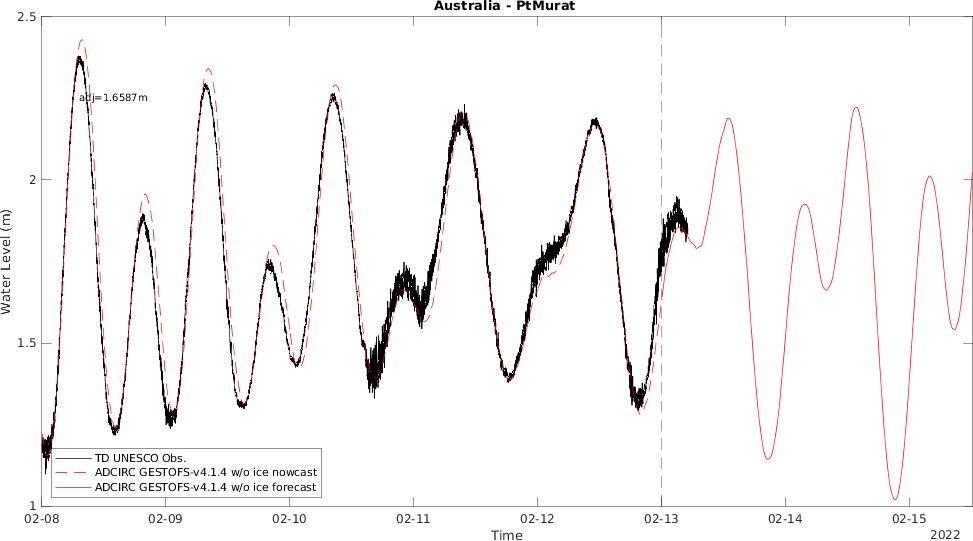 Australia - PtMurat
2.5
2
1.5
1
Water Level (m)
adj=1.6587m
TD UNESCO Obs.
ADCIRC GESTOFS-v4.1.4 w/o ice nowcast
ADCIRC GESTOFS-v4.1.4 w/o ice forecast
02-08 02-09 02-10 02-11 02-12 02-13 02-14 02-15
Time
2022